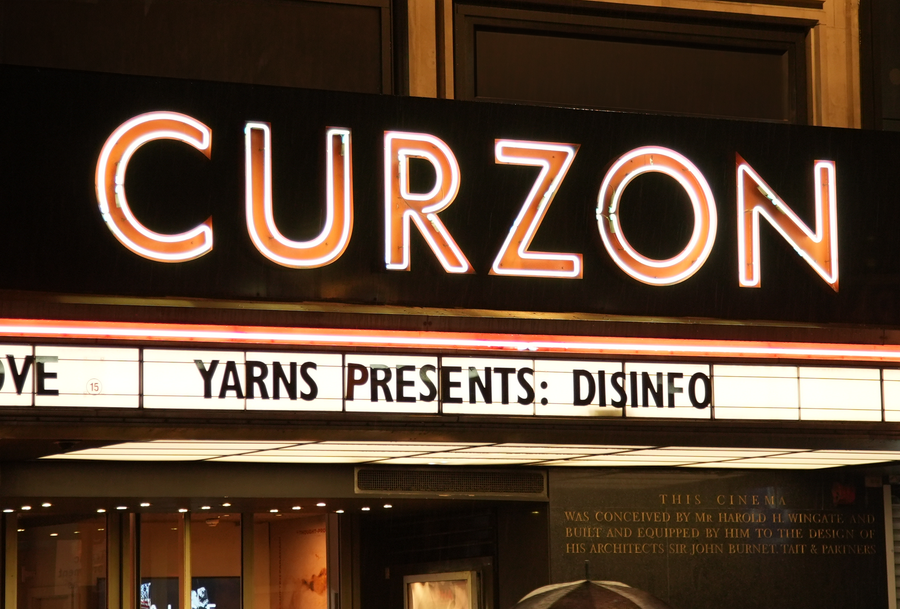 CURZON
OVE 15 YARNS PRESENTS: DISINFO
THIS CINEMA
WAS CONCEIVED BY Mr HAROLD H. WINGATE AND
BUILT AND EQUIPPED BY HIM TO THE DESIGN OF
HIS ARCHITECTS SIR JOHN BURNET. TAIT & PARTNERS